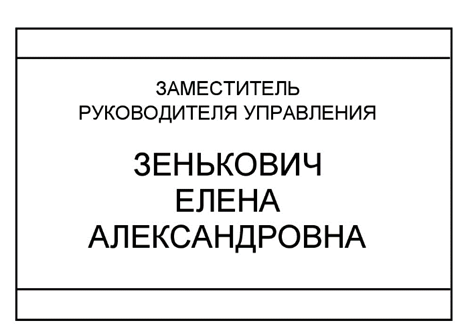 ЗАМЕСТИТЕЛЬ
РУКОВОДИТЕЛЯ УПРАВЛЕНИЯ
ЗЕНЬКОВИЧ
ЕЛЕНА
АЛЕКСАНДРОВНА